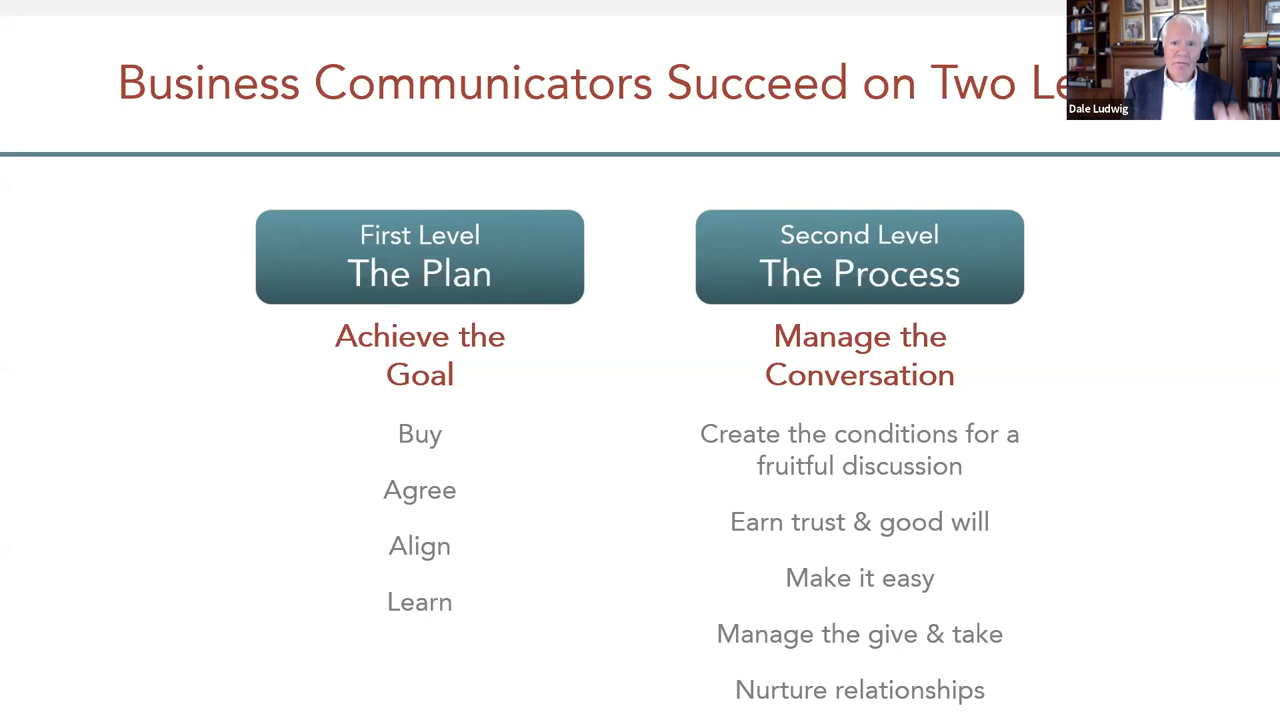 Business Communicators Succeed on Two Le
Dale Ludwig
First Level
The Plan
Achieve the
Goal
Buy
Agree
Align
Learn
Second Level
The Process
Manage the
Conversation
Create the conditions for a
fruitful discussion
Earn trust & good will
Make it easy
Manage the give & take
Nurture relationships